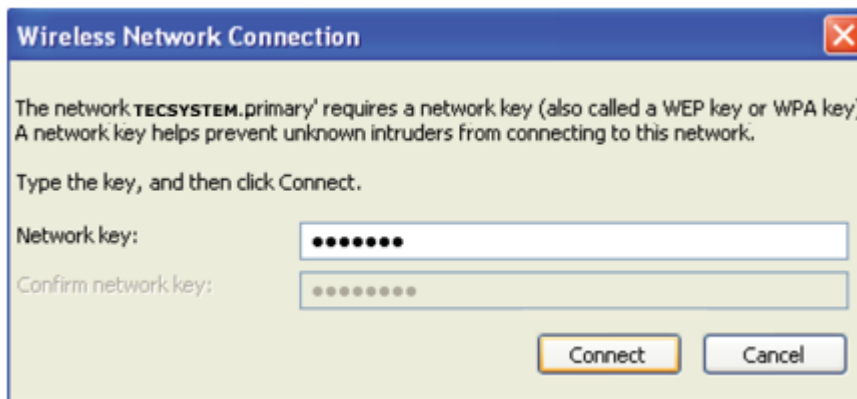 Wireless Network Connection
The network TECSYSTEM.primary' requires a network key (also called a WEP key or WPA key)
A network key helps prevent unknown intruders from connecting to this network.
Type the key, and then click Connect.
Network key: •••••••
Confirm network key: ••••••••
Connect Cancel